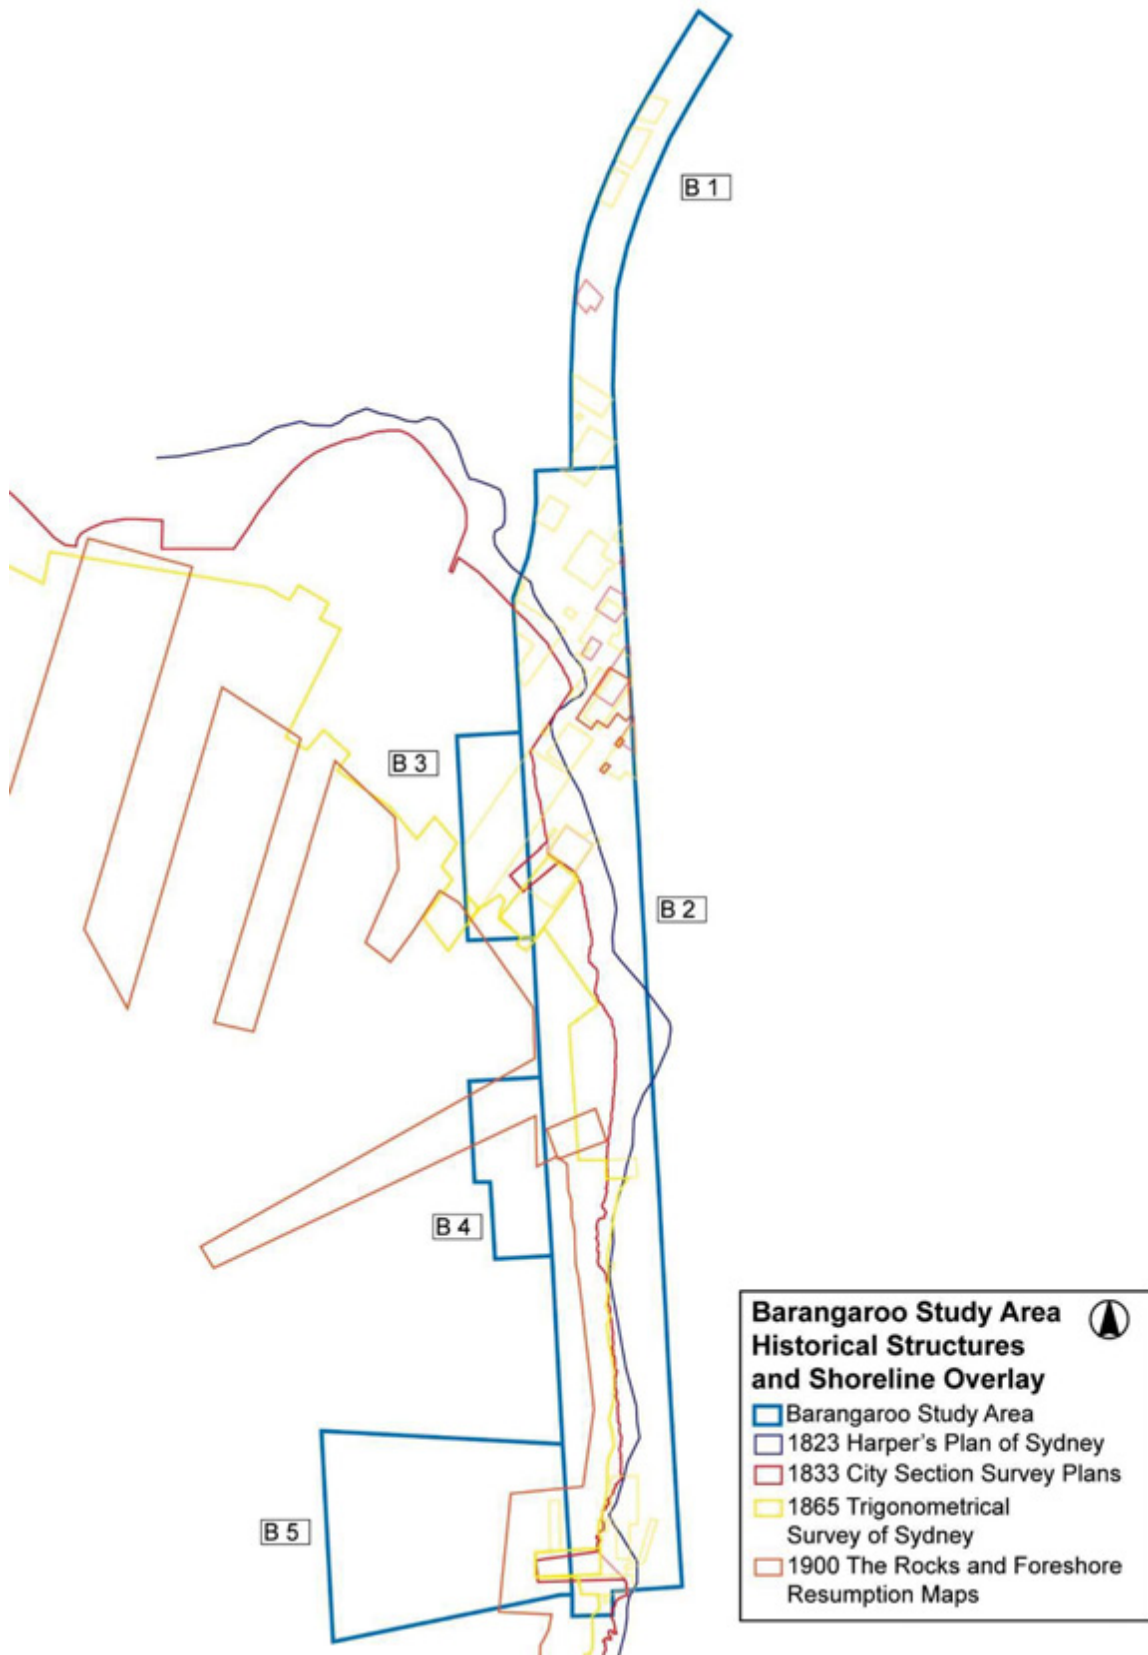 B 1
B 3
B 2
B 4
B 5
Barangaroo Study Area
Historical Structures
and Shoreline Overlay
Barangaroo Study Area
1823 Harper's Plan of Sydney
1833 City Section Survey Plans
1865 Trigonometrical
Survey of Sydney
1900 The Rocks and Foreshore
Resumption Maps